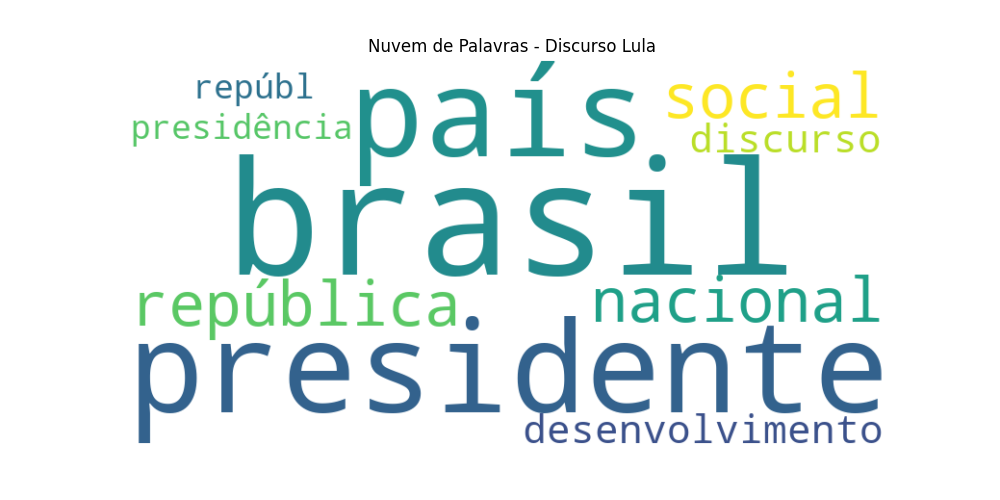 Nuvem de Palavras - Discurso Lula
repúbl
país
social
presidência
discurso
brasil
república
nacional
presidente
desenvolvimento